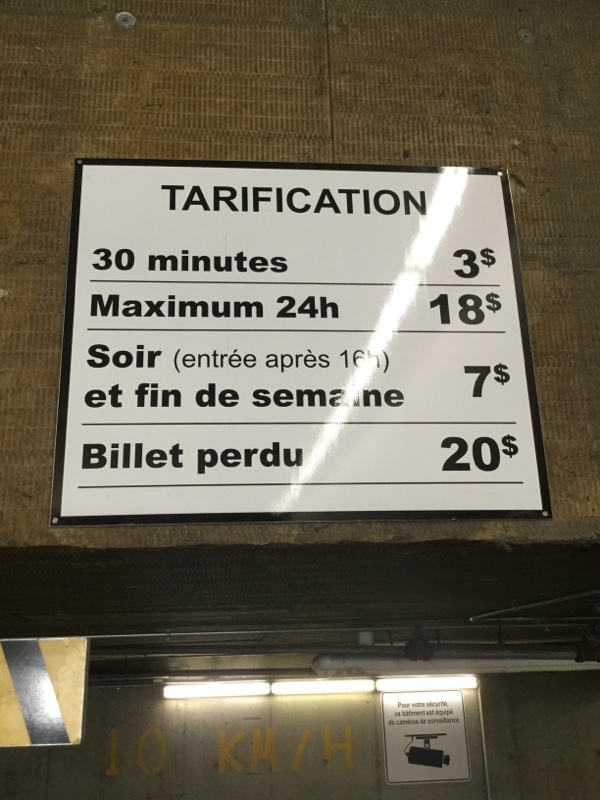 TARIFICATION
30 minutes 3$
Maximum 24h 18$
Soir (entrée après 16h)
et fin de semaine 7$
Billet perdu 20$
Pour votre sécurité,
ce bâtiment est équipé
de caméras de surveillance.
10 KM/H